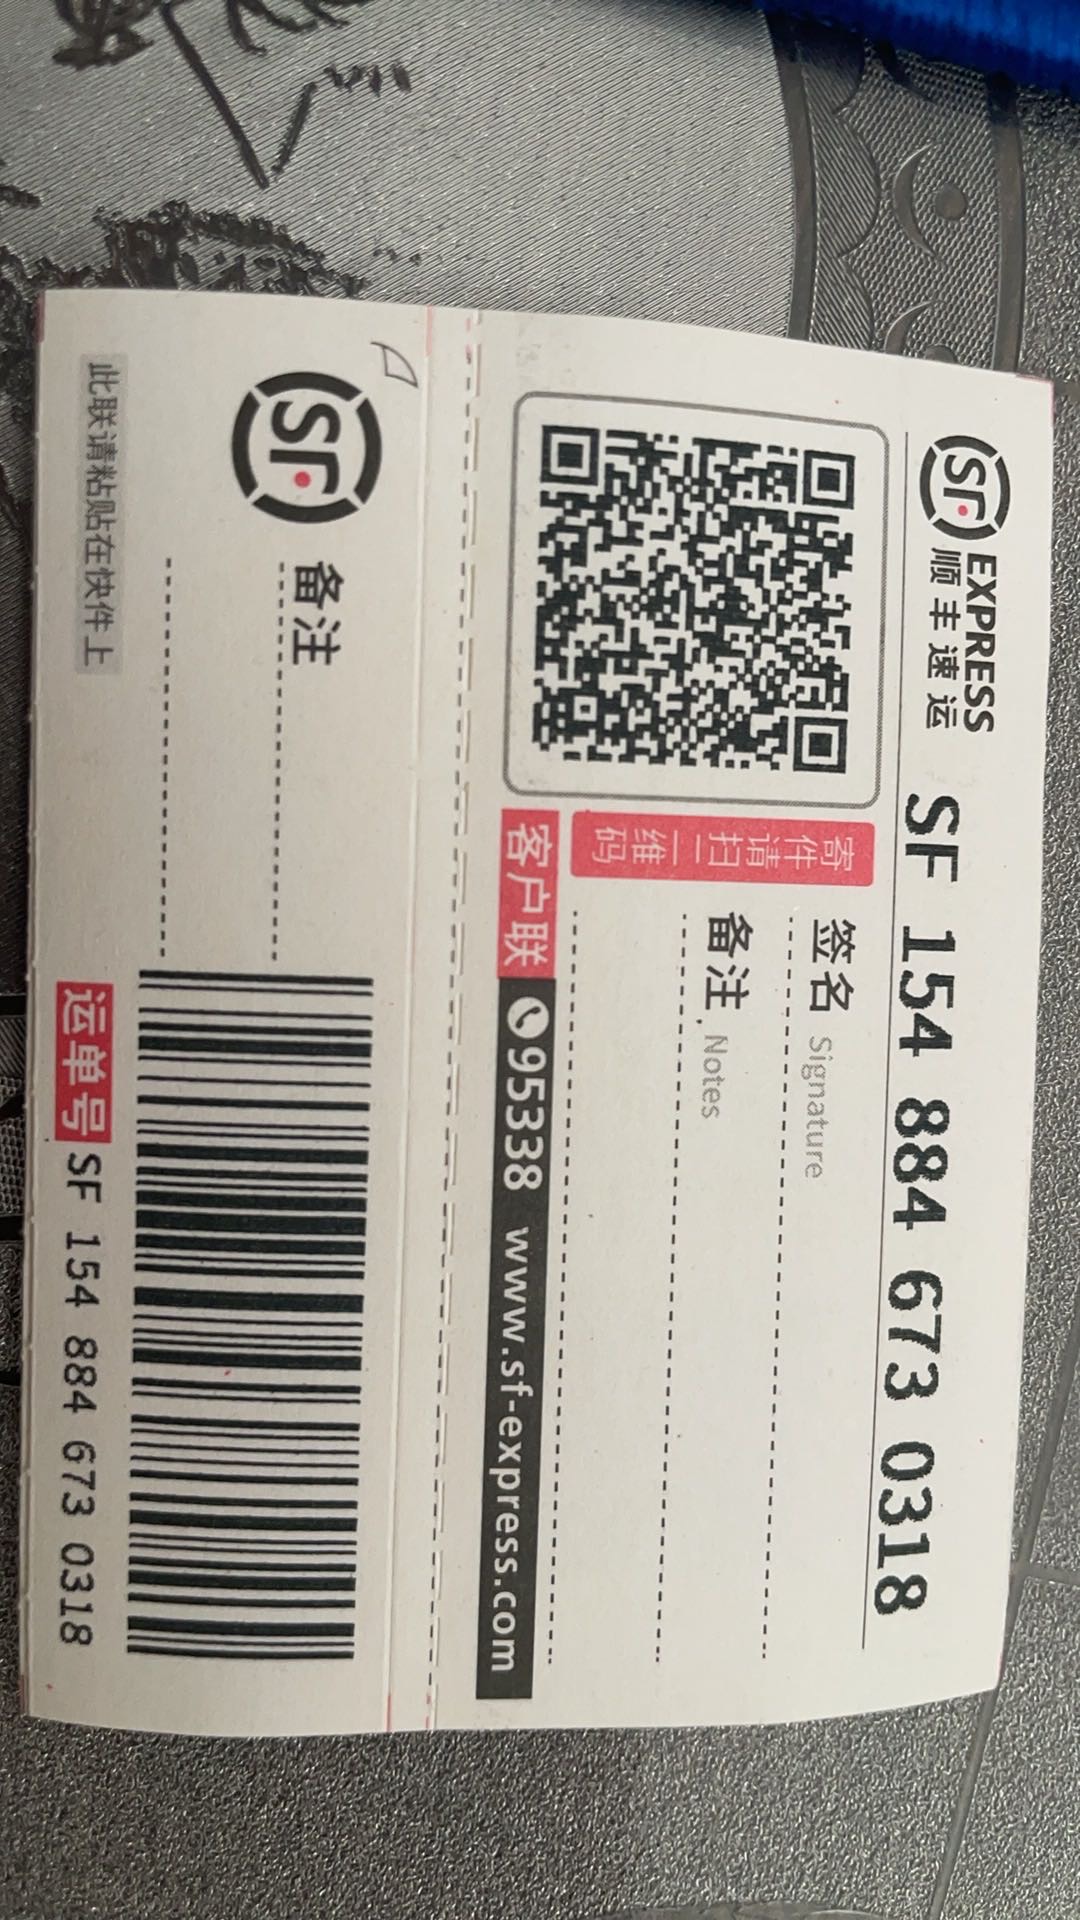 SF EXPRESS
顺丰速运
SF 154 884 673 0318
寄件请扫二维码
签名 Signature
备注 Notes
客户联 95338 www.sf-express.com
SF
备注
此联请粘贴在快件上
运单号 SF 154 884 673 0318